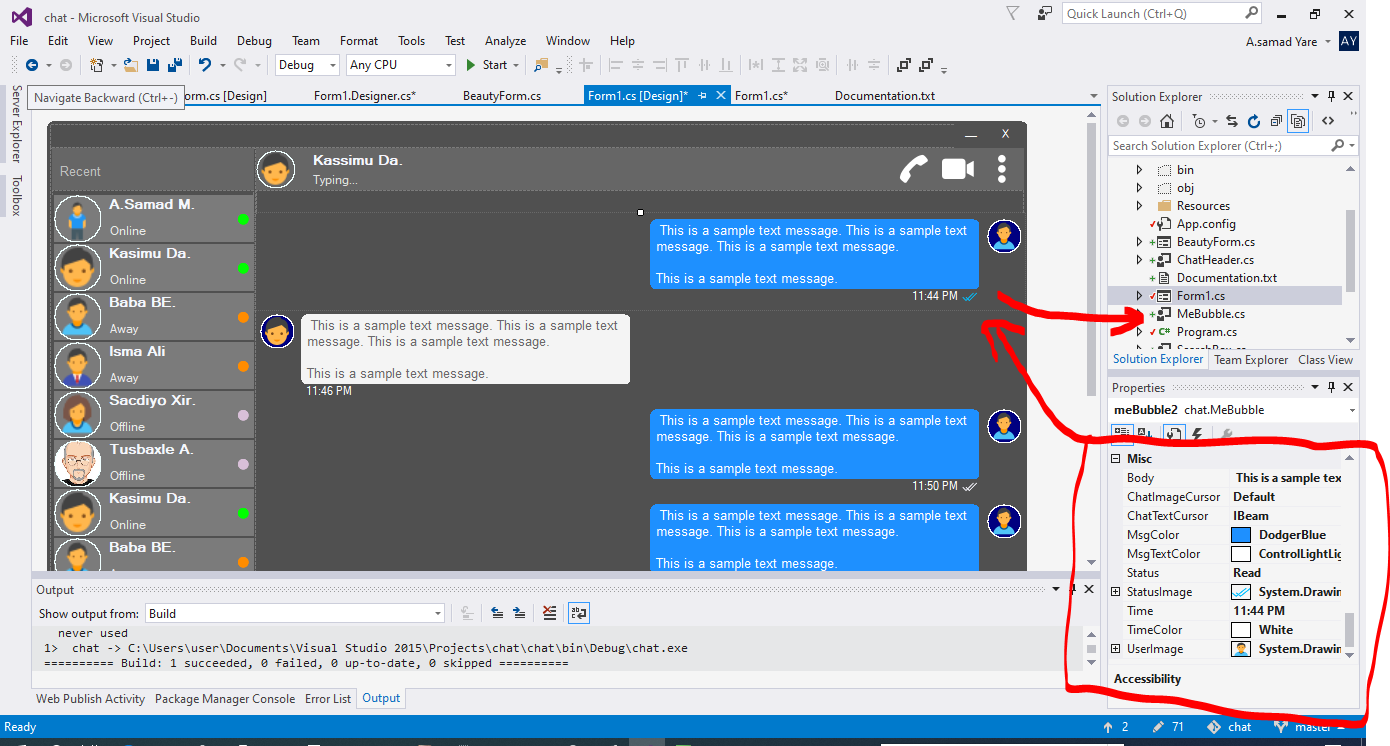 chat - Microsoft Visual Studio
Quick Launch (Ctrl+Q)
File Edit View Project Build Debug Team Format Tools Test Analyze Window Help
A.samad Yare AY
Debug Any CPU Start
Server Explorer
Toolbox
Navigate Backward (Ctrl+-)
orm.cs [Design] Form1.Designer.cs* BeautyForm.cs Form1.cs [Design]* Form1.cs* Documentation.txt
X
Recent
Kassimu Da.
Typing...
A.Samad M.
Online
Kasimu Da.
Online
Baba BE.
Away
Isma Ali
Away
Sacdiyo Xir.
Offline
Tusbaxle A.
Offline
Kasimu Da.
Online
Baba BE.
This is a sample text message. This is a sample text
message. This is a sample text message.
This is a sample text message.
11:44 PM
This is a sample text message. This is a sample text
message. This is a sample text message.
This is a sample text message.
11:46 PM
This is a sample text message. This is a sample text
message. This is a sample text message.
This is a sample text message.
11:50 PM
This is a sample text message. This is a sample text
message. This is a sample text message.
This is a sample text message.
Solution Explorer
Search Solution Explorer (Ctrl+;)
bin
obj
Resources
App.config
BeautyForm.cs
ChatHeader.cs
Documentation.txt
Form1.cs
MeBubble.cs
C# Program.cs
SearchBox.cs
Solution Explorer Team Explorer Class View
Properties
meBubble2 chat.MeBubble
Misc
Body This is a sample tex
ChatImageCursor Default
ChatTextCursor IBeam
MsgColor DodgerBlue
MsgTextColor ControlLightLig
Status Read
StatusImage System.Drawin
Time 11:44 PM
TimeColor White
UserImage System.Drawin
Accessibility
Output
Show output from: Build
never used
1> chat -> C:\Users\user\Documents\Visual Studio 2015\Projects\chat\chat\bin\Debug\chat.exe
========== Build: 1 succeeded, 0 failed, 0 up-to-date, 0 skipped ==========
Web Publish Activity Package Manager Console Error List Output
Ready 2 71 chat master